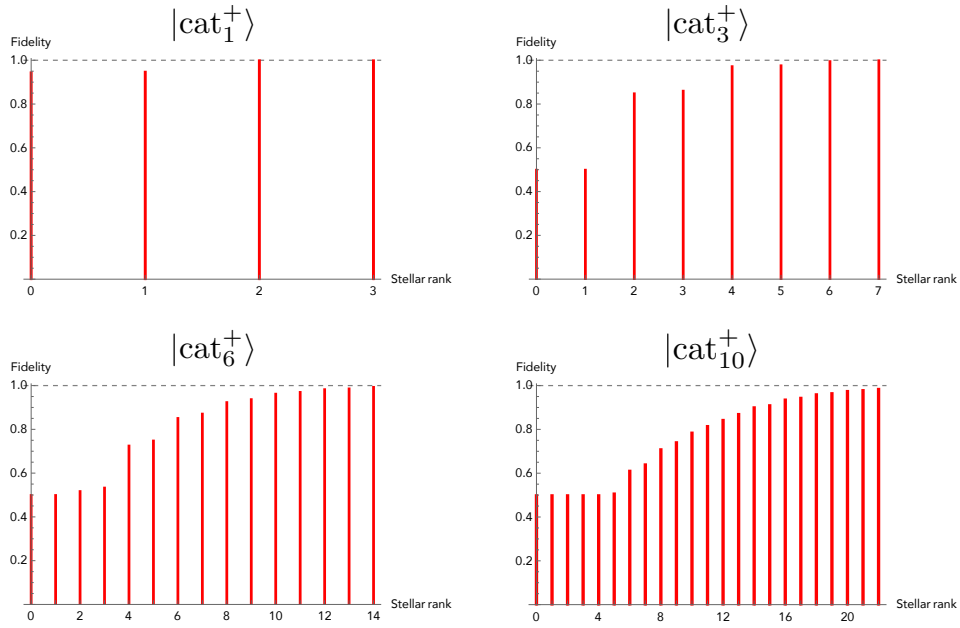 |cat₁⁺⟩
Fidelity
1.0
0.8
0.6
0.4
0.2
0 1 2 3
Stellar rank
|cat₃⁺⟩
Fidelity
1.0
0.8
0.6
0.4
0.2
0 1 2 3 4 5 6 7
Stellar rank
|cat₆⁺⟩
Fidelity
1.0
0.8
0.6
0.4
0.2
0 2 4 6 8 10 12 14
Stellar rank
|cat₁₀⁺⟩
Fidelity
1.0
0.8
0.6
0.4
0.2
0 4 8 12 16 20
Stellar rank